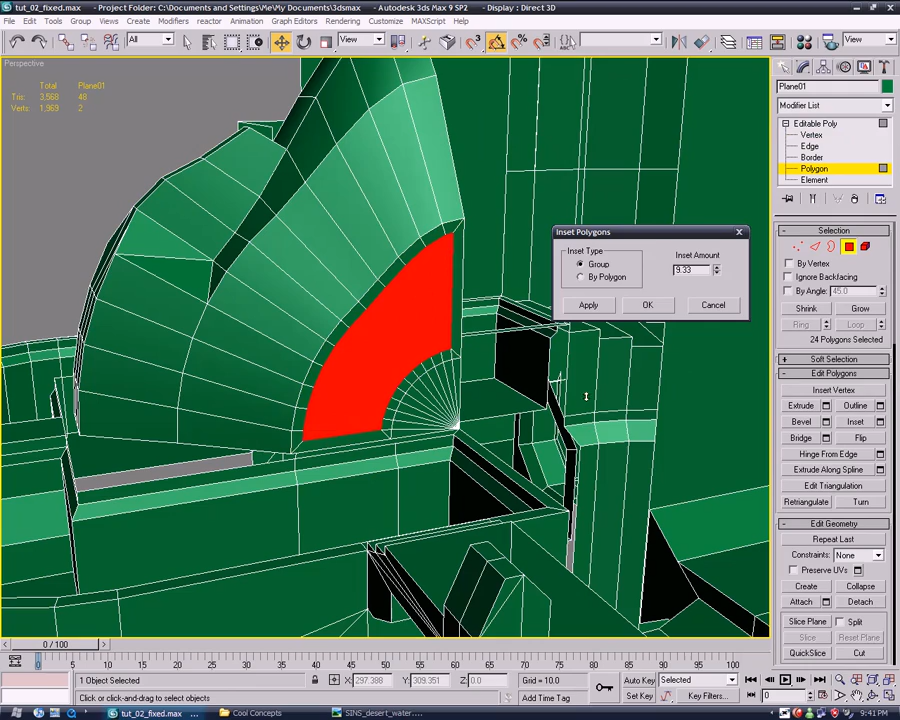 tut_02_fixed.max - Project Folder: C:\Documents and Settings\Me\My Documents\3dsmax - Autodesk 3ds Max 9 SP2 - Display : Direct 3D
File Edit Tools Group Views Create Modifiers reactor Animation Graph Editors Rendering Customize MAXScript Help
All View View
Perspective
Total Plane01
Tris: 3,568 48
Verts: 1,969 2
Plane01
Modifier List
Editable Poly
Vertex
Edge
Border
Polygon
Element
Inset Polygons
Inset Type
Group
By Polygon
Inset Amount
9.33
Apply OK Cancel
Selection
By Vertex
Ignore Backfacing
By Angle: 45.0
Shrink Grow
Ring Loop
24 Polygons Selected
Soft Selection
Edit Polygons
Insert Vertex
Extrude Outline
Bevel Inset
Bridge Flip
Hinge From Edge
Extrude Along Spline
Edit Triangulation
Retriangulate Turn
Edit Geometry
Repeat Last
Constraints: None
Preserve UVs
Create Collapse
Attach Detach
Slice Plane Split
Slice Reset Plane
QuickSlice Cut
0 / 100
0 5 10 15 20 25 30 35 40 45 50 55 60 65 70 75 80 85 90 95 100
1 Object Selected X: 297.388 Y: 309.351 Z: 0.0 Grid = 10.0 Auto Key Selected
Click or click-and-drag to select objects Add Time Tag Set Key Key Filters... 0
tut_02_fixed.max Cool Concepts SINS_desert_water.... 9:41 PM